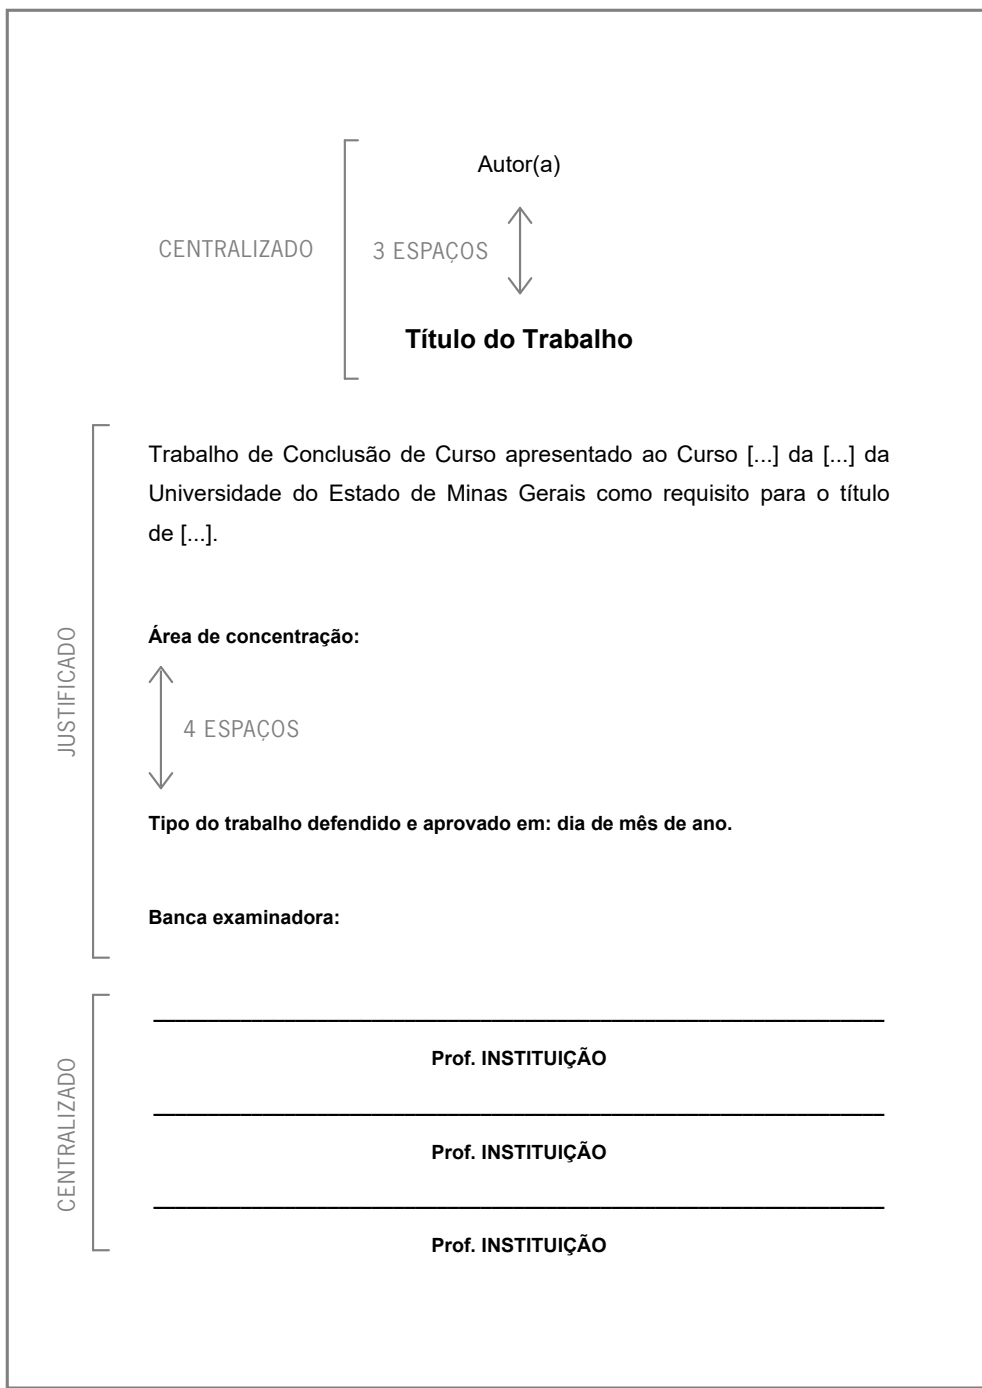 Autor(a)
CENTRALIZADO
3 ESPAÇOS
Título do Trabalho
JUSTIFICADO
Trabalho de Conclusão de Curso apresentado ao Curso [...] da [...] da
Universidade do Estado de Minas Gerais como requisito para o título
de [...].
Área de concentração:
4 ESPAÇOS
Tipo do trabalho defendido e aprovado em: dia de mês de ano.
Banca examinadora:
CENTRALIZADO
Prof. INSTITUIÇÃO
Prof. INSTITUIÇÃO
Prof. INSTITUIÇÃO